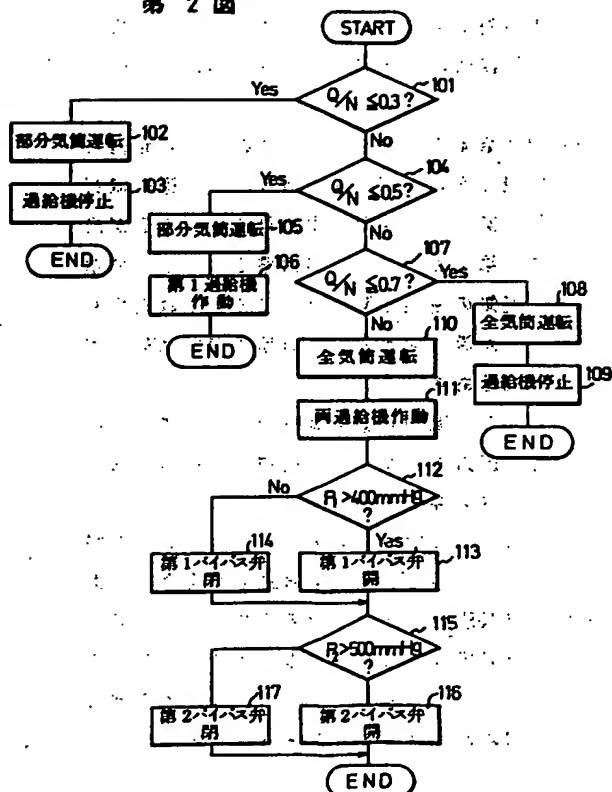 第 2 図
START
Q/N ≦0.3?
101
Yes
No
部分気筒運転
102
過給機停止
103
END
Q/N ≦0.5?
104
Yes
No
部分気筒運転
105
第1過給機
作動
106
END
Q/N ≦0.7?
107
Yes
No
全気筒運転
108
過給機停止
109
END
全気筒運転
110
両過給機作動
111
P1>400mmHg
?
112
No
Yes
第1バイパス弁
閉
114
第1バイパス弁
開
113
P2>500mmHg
?
115
第2バイパス弁
閉
117
第2バイパス弁
開
116
END